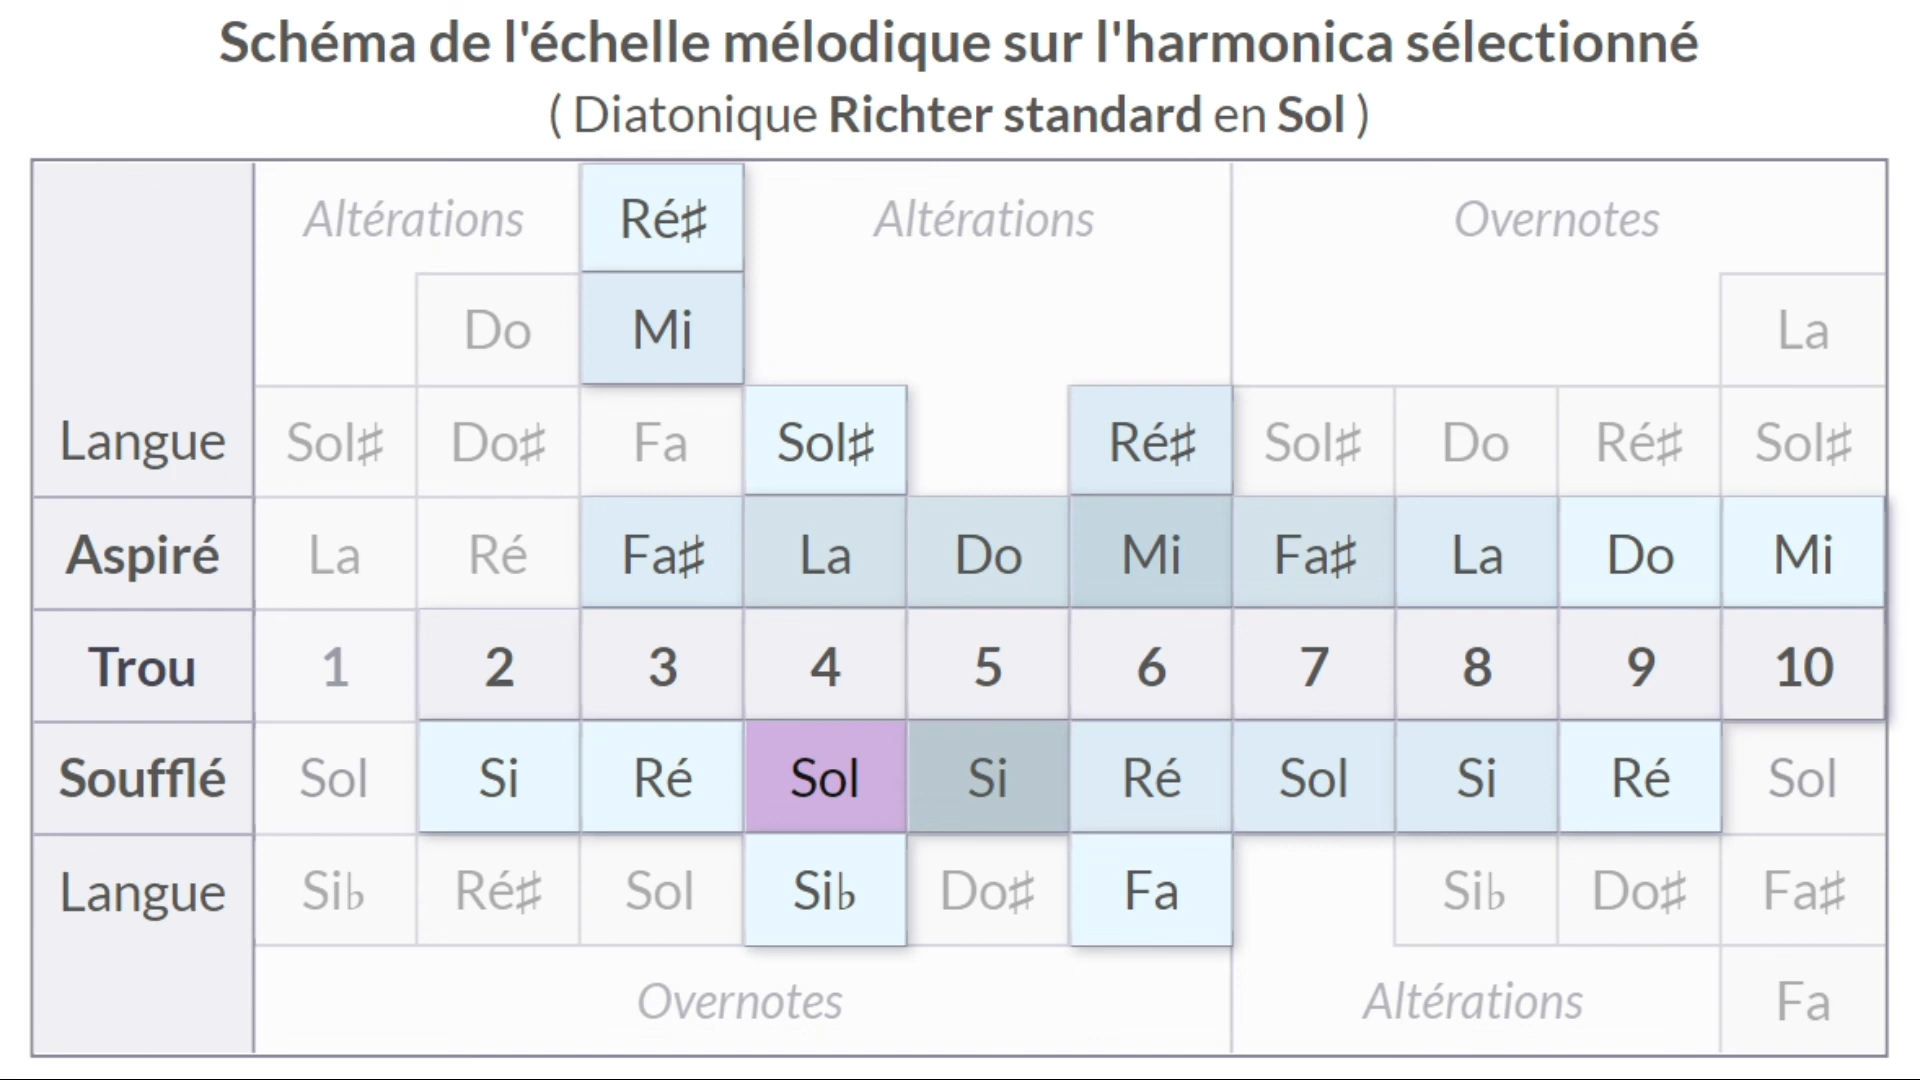 Schéma de l'échelle mélodique sur l'harmonica sélectionné
( Diatonique Richter standard en Sol )
Altérations Ré♯ Altérations Overnotes
Do Mi La
Langue Sol♯ Do♯ Fa Sol♯ Ré♯ Sol♯ Do Ré♯ Sol♯
Aspiré La Ré Fa♯ La Do Mi Fa♯ La Do Mi
Trou 1 2 3 4 5 6 7 8 9 10
Soufflé Sol Si Ré Sol Si Ré Sol Si Ré Sol
Langue Si♭ Ré♯ Sol Si♭ Do♯ Fa Si♭ Do♯ Fa♯
Overnotes Altérations Fa